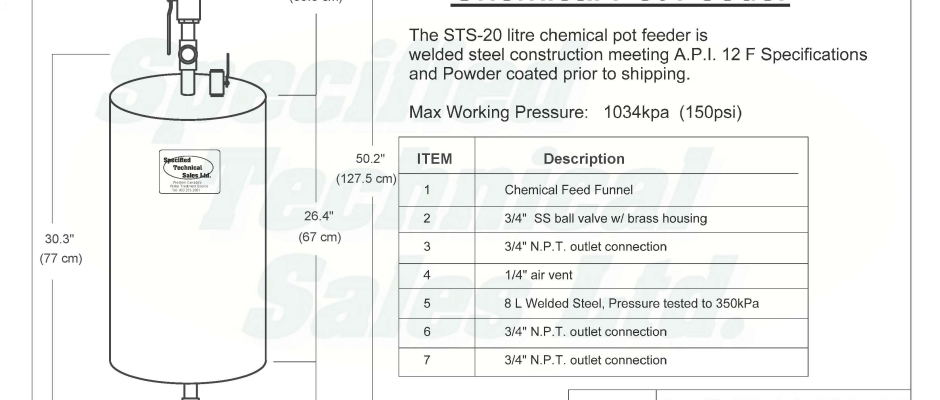 The STS-20 litre chemical pot feeder is
welded steel construction meeting A.P.I. 12 F Specifications
and Powder coated prior to shipping.
Max Working Pressure: 1034kpa (150psi)
ITEM Description
1 Chemical Feed Funnel
2 3/4" SS ball valve w/ brass housing
3 3/4" N.P.T. outlet connection
4 1/4" air vent
5 8 L Welded Steel, Pressure tested to 350kPa
6 3/4" N.P.T. outlet connection
7 3/4" N.P.T. outlet connection
50.2"
(127.5 cm)
26.4"
(67 cm)
30.3"
(77 cm)
Specified
Technical
Sales Ltd.
Specified
Technical
Sales Ltd.